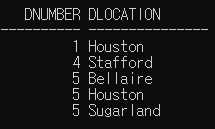 DNUMBER DLOCATION
---------- ---------------
1 Houston
4 Stafford
5 Bellaire
5 Houston
5 Sugarland